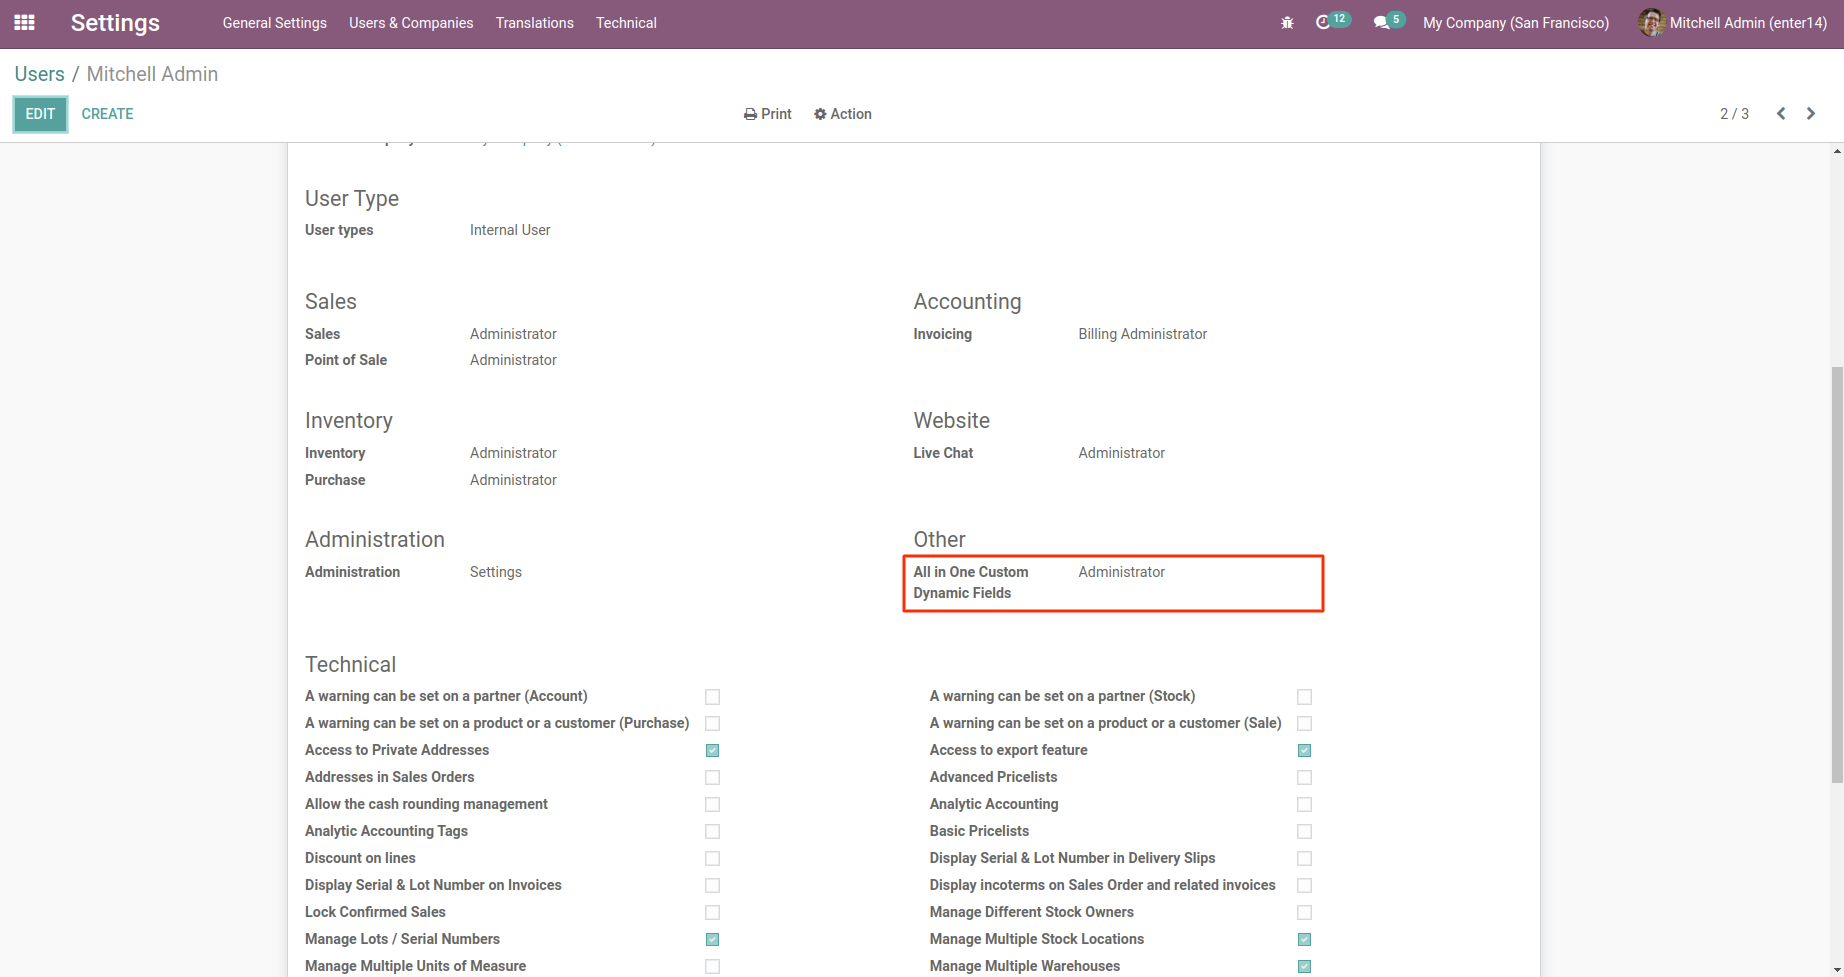 Settings General Settings Users & Companies Translations Technical 12 5 My Company (San Francisco) Mitchell Admin (enter14)
Users / Mitchell Admin
EDIT CREATE Print Action 2 / 3
User Type
User types Internal User
Sales Accounting
Sales Administrator Invoicing Billing Administrator
Point of Sale Administrator
Inventory Website
Inventory Administrator Live Chat Administrator
Purchase Administrator
Administration Other
Administration Settings All in One Custom Administrator
Dynamic Fields
Technical
A warning can be set on a partner (Account) A warning can be set on a partner (Stock)
A warning can be set on a product or a customer (Purchase) A warning can be set on a product or a customer (Sale)
Access to Private Addresses Access to export feature
Addresses in Sales Orders Advanced Pricelists
Allow the cash rounding management Analytic Accounting
Analytic Accounting Tags Basic Pricelists
Discount on lines Display Serial & Lot Number in Delivery Slips
Display Serial & Lot Number on Invoices Display incoterms on Sales Order and related invoices
Lock Confirmed Sales Manage Different Stock Owners
Manage Lots / Serial Numbers Manage Multiple Stock Locations
Manage Multiple Units of Measure Manage Multiple Warehouses